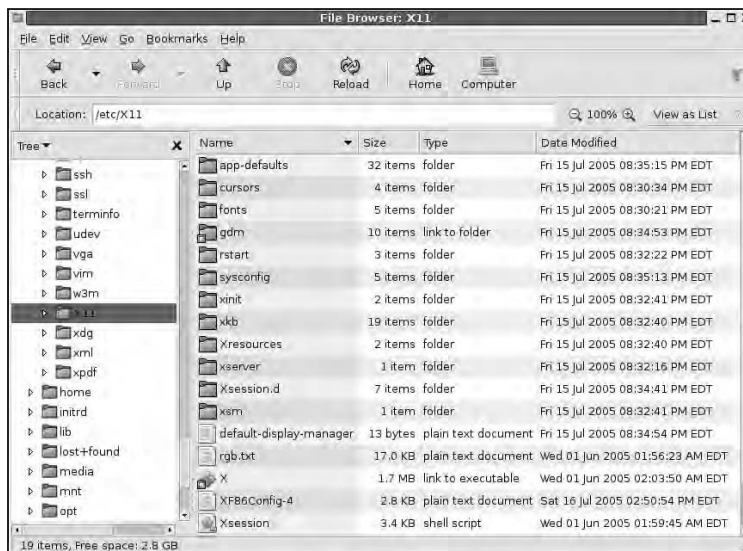 File Browser: X11
File Edit View Go Bookmarks Help
Back Forward Up Stop Reload Home Computer
Location: /etc/X11 100% View as List
Tree Name Size Type Date Modified
ssh
ssl
terminfo
udev
vga
vim
w3m
X11
xdg
xml
xpdf
home
initrd
lib
lost+found
media
mnt
opt
app-defaults 32 items folder Fri 15 Jul 2005 08:35:15 PM EDT
cursors 4 items folder Fri 15 Jul 2005 08:30:34 PM EDT
fonts 5 items folder Fri 15 Jul 2005 08:30:21 PM EDT
gdm 10 items link to folder Fri 15 Jul 2005 08:34:53 PM EDT
rstart 3 items folder Fri 15 Jul 2005 08:32:22 PM EDT
sysconfig 5 items folder Fri 15 Jul 2005 08:35:13 PM EDT
xinit 2 items folder Fri 15 Jul 2005 08:32:41 PM EDT
xkb 19 items folder Fri 15 Jul 2005 08:32:40 PM EDT
Xresources 2 items folder Fri 15 Jul 2005 08:32:40 PM EDT
xserver 1 item folder Fri 15 Jul 2005 08:32:16 PM EDT
Xsession.d 7 items folder Fri 15 Jul 2005 08:34:41 PM EDT
xsm 1 item folder Fri 15 Jul 2005 08:32:41 PM EDT
default-display-manager 13 bytes plain text document Fri 15 Jul 2005 08:34:54 PM EDT
rgb.txt 17.0 KB plain text document Wed 01 Jun 2005 01:56:23 AM EDT
X 1.7 MB link to executable Wed 01 Jun 2005 02:03:50 AM EDT
XF86Config-4 2.8 KB plain text document Sat 16 Jul 2005 02:50:54 PM EDT
Xsession 3.4 KB shell script Wed 01 Jun 2005 01:59:45 AM EDT
19 items, Free space: 2.8 GB